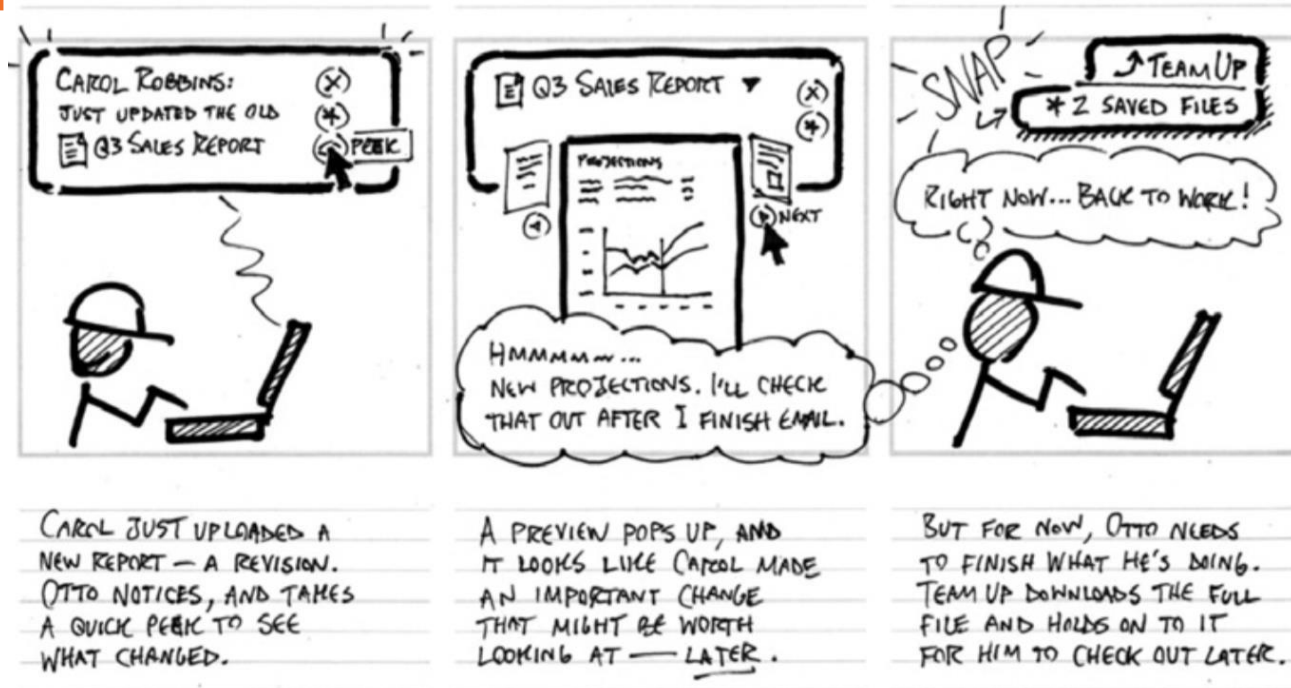 CAROL ROBBINS:
JUST UPDATED THE OLD
Q3 SALES REPORT
PEEK
Q3 SALES REPORT
PROJECTIONS
NEXT
HMMMMM...
NEW PROJECTIONS. I'LL CHECK
THAT OUT AFTER I FINISH EMAIL.
SNAP
TEAM UP
* 2 SAVED FILES
RIGHT NOW... BACK TO WORK!
CAROL JUST UPLOADED A
NEW REPORT — A REVISION.
OTTO NOTICES, AND TAKES
A QUICK PEEK TO SEE
WHAT CHANGED.
A PREVIEW POPS UP, AND
IT LOOKS LIKE CAROL MADE
AN IMPORTANT CHANGE
THAT MIGHT BE WORTH
LOOKING AT — LATER.
BUT FOR NOW, OTTO NEEDS
TO FINISH WHAT HE'S DOING.
TEAM UP DOWNLOADS THE FULL
FILE AND HOLDS ON TO IT
FOR HIM TO CHECK OUT LATER.